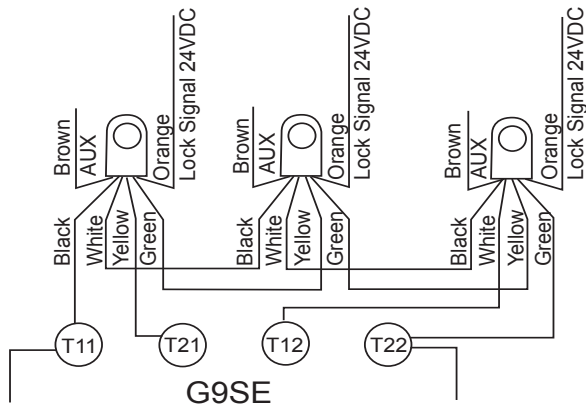 Brown
AUX
Orange
Lock Signal 24VDC
Brown
AUX
Orange
Lock Signal 24VDC
Brown
AUX
Orange
Lock Signal 24VDC
Black
White
Yellow
Green
Black
White
Yellow
Green
Black
White
Yellow
Green
T11
T21
T12
T22
G9SE